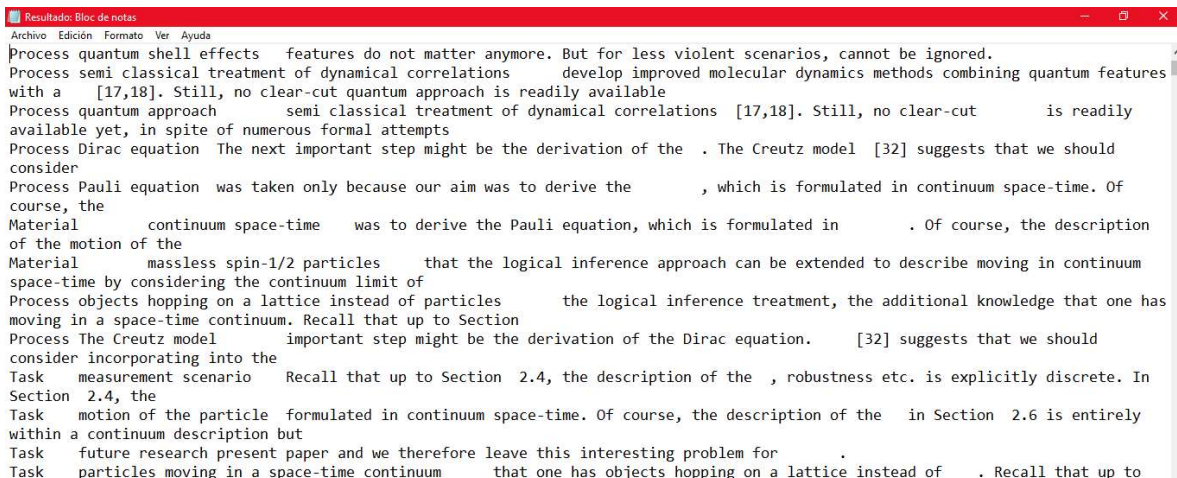 Resultado: Bloc de notas
Archivo Edición Formato Ver Ayuda
Process quantum shell effects features do not matter anymore. But for less violent scenarios, cannot be ignored.
Process semi classical treatment of dynamical correlations develop improved molecular dynamics methods combining quantum features
with a [17,18]. Still, no clear-cut quantum approach is readily available
Process quantum approach semi classical treatment of dynamical correlations [17,18]. Still, no clear-cut is readily
available yet, in spite of numerous formal attempts
Process Dirac equation The next important step might be the derivation of the . The Creutz model [32] suggests that we should
consider
Process Pauli equation was taken only because our aim was to derive the , which is formulated in continuum space-time. Of
course, the
Material continuum space-time was to derive the Pauli equation, which is formulated in . Of course, the description
of the motion of the
Material massless spin-1/2 particles that the logical inference approach can be extended to describe moving in continuum
space-time by considering the continuum limit of
Process objects hopping on a lattice instead of particles the logical inference treatment, the additional knowledge that one has
moving in a space-time continuum. Recall that up to Section
Process The Creutz model important step might be the derivation of the Dirac equation. [32] suggests that we should
consider incorporating into the
Task measurement scenario Recall that up to Section 2.4, the description of the , robustness etc. is explicitly discrete. In
Section 2.4, the
Task motion of the particle formulated in continuum space-time. Of course, the description of the in Section 2.6 is entirely
within a continuum description but
Task future research present paper and we therefore leave this interesting problem for .
Task particles moving in a space-time continuum that one has objects hopping on a lattice instead of . Recall that up to